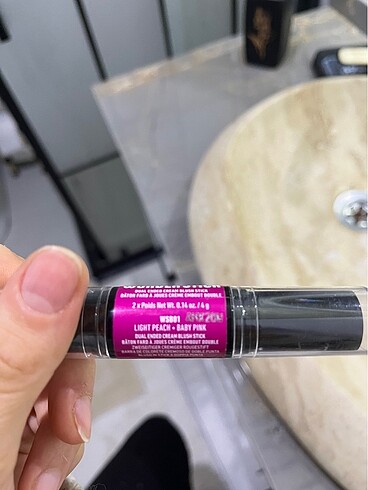 WONDERSTICK
DUAL ENDED CREAM BLUSH STICK
BÂTON FARD À JOUES CRÈME EMBOUT DOUBLE
2 x Poids Net Wt. 0.14 oz. / 4 g
WSB01
LIGHT PEACH + BABY PINK
DUAL ENDED CREAM BLUSH STICK
BÂTON FARD À JOUES CRÈME EMBOUT DOUBLE
ZWEISEITIGER CREMIGER ROUGESTIFT
BARRA DE COLORETE CREMOSO DE DOBLE PUNTA